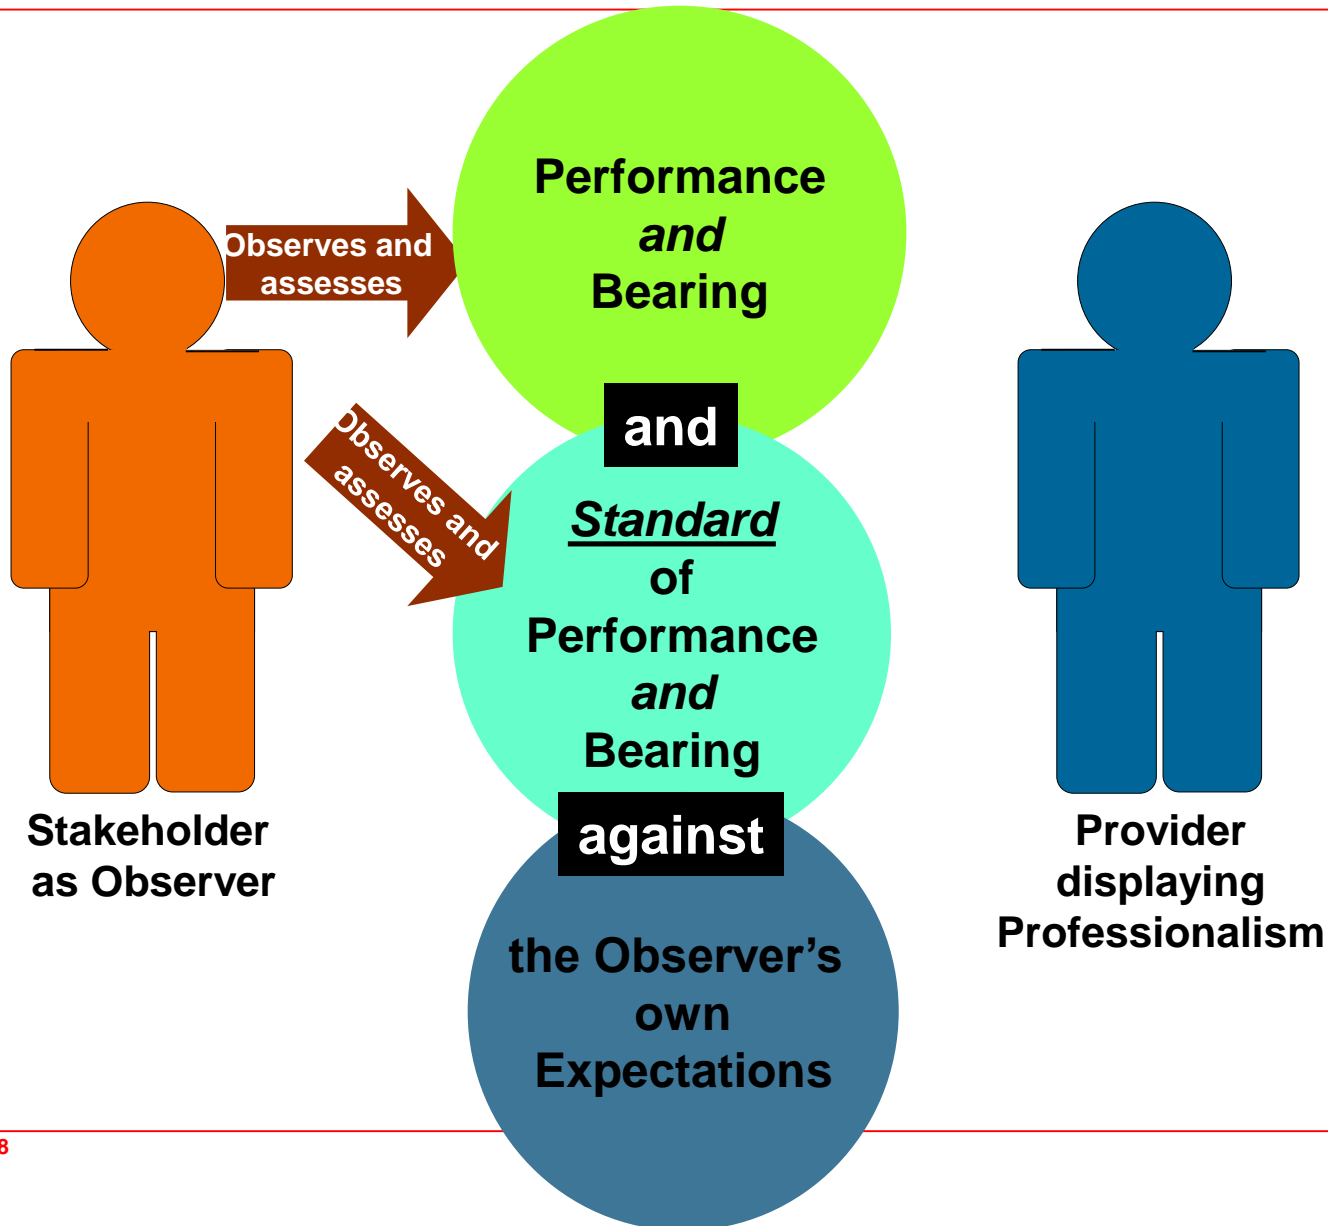 Performance
and
Bearing
Observes and
assesses
and
Observes and
assesses
Standard
of
Performance
and
Bearing
against
the Observer’s
own
Expectations
Stakeholder
as Observer
Provider
displaying
Professionalism
8